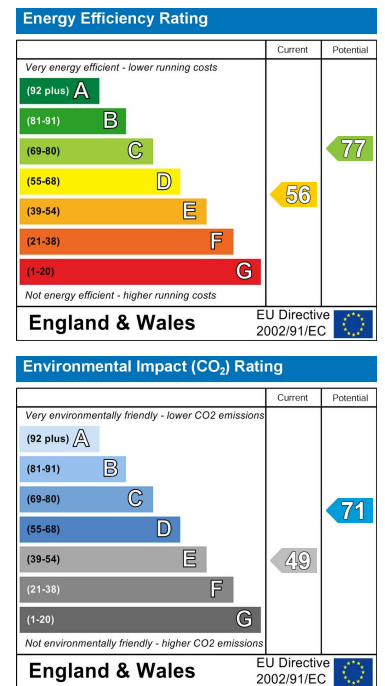 Energy Efficiency Rating
Current Potential
Very energy efficient - lower running costs
(92 plus) A
(81-91) B
(69-80) C
77
(55-68) D
56
(39-54) E
(21-38) F
(1-20) G
Not energy efficient - higher running costs
England & Wales
EU Directive
2002/91/EC
Environmental Impact (CO₂) Rating
Current Potential
Very environmentally friendly - lower CO2 emissions
(92 plus) A
(81-91) B
(69-80) C
71
(55-68) D
(39-54) E
49
(21-38) F
(1-20) G
Not environmentally friendly - higher CO2 emissions
England & Wales
EU Directive
2002/91/EC